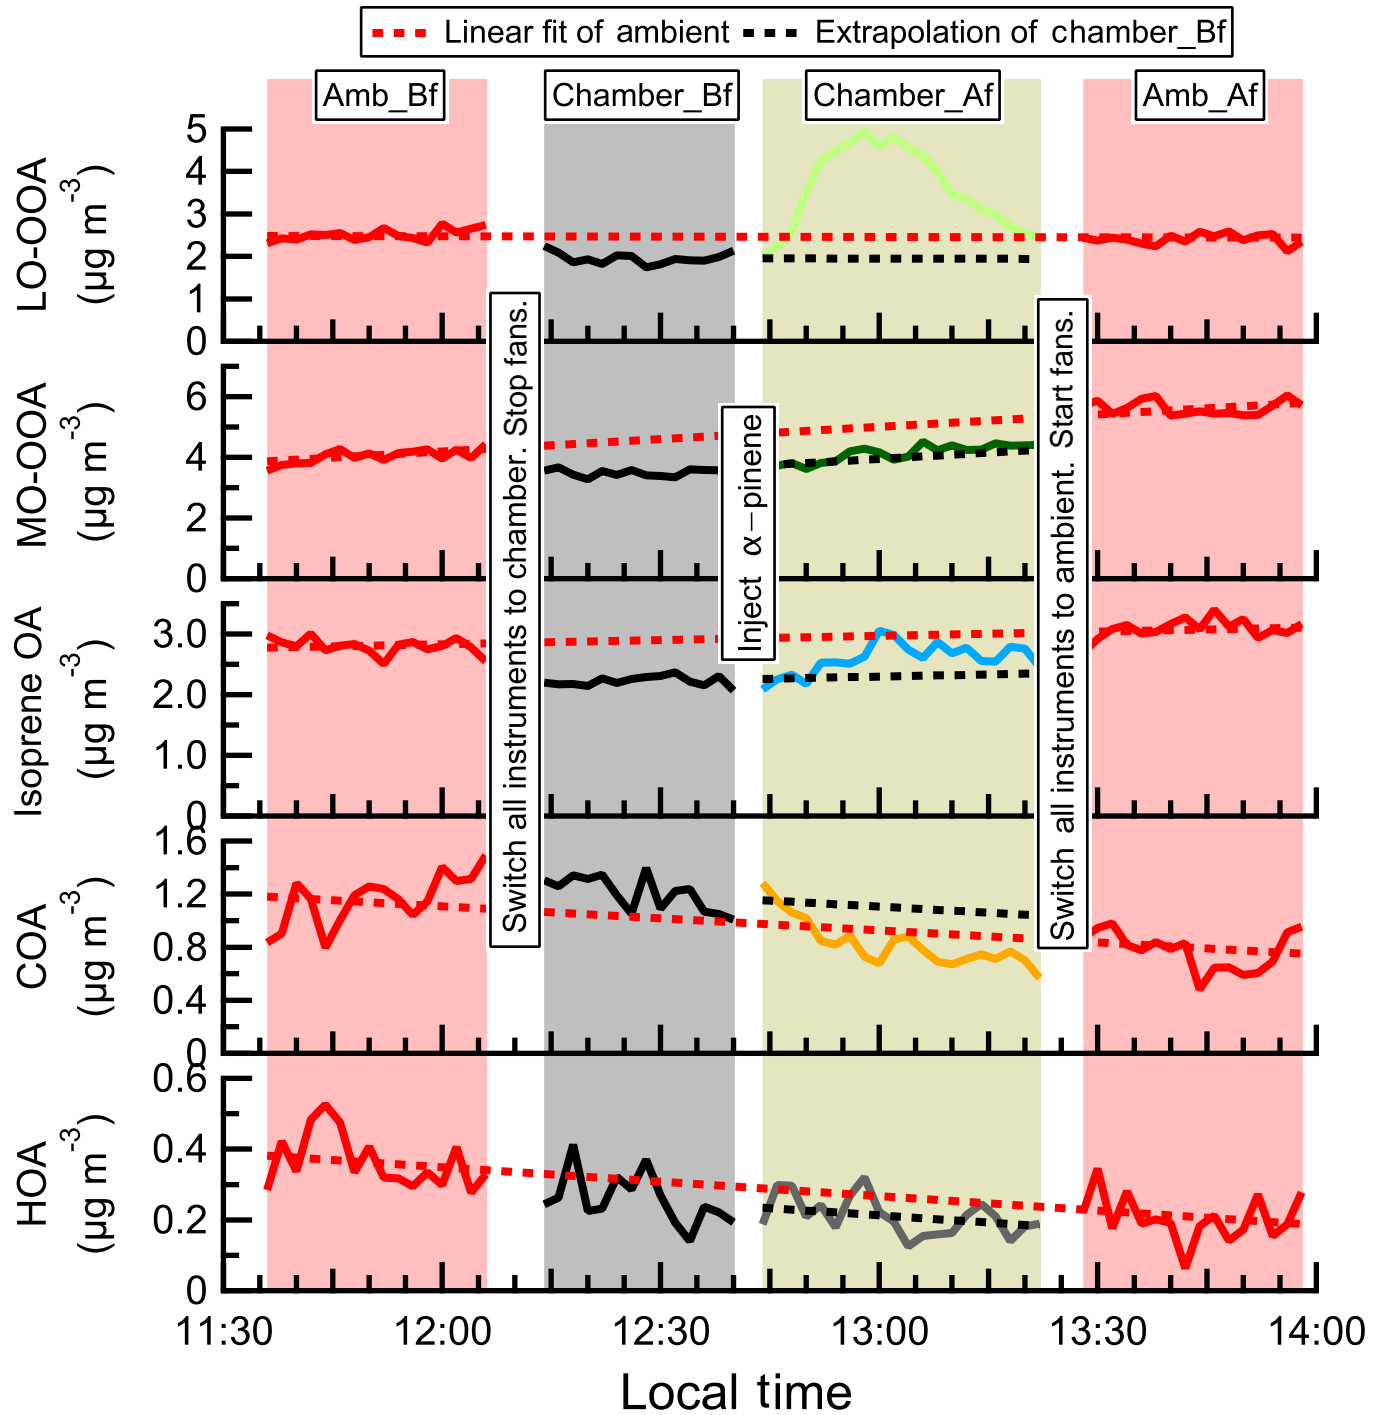 Linear fit of ambient Extrapolation of chamber_Bf
Amb_Bf Chamber_Bf Chamber_Af Amb_Af
LO-OOA
(µg m-3)
5
4
3
2
1
0
MO-OOA
(µg m-3)
6
4
2
0
Isoprene OA
(µg m-3)
3.0
2.0
1.0
0
COA
(µg m-3)
1.6
1.2
0.8
0.4
0
HOA
(µg m-3)
0.6
0.4
0.2
0
Switch all instruments to chamber. Stop fans.
Inject α−pinene
Switch all instruments to ambient. Start fans.
11:30 12:00 12:30 13:00 13:30 14:00
Local time